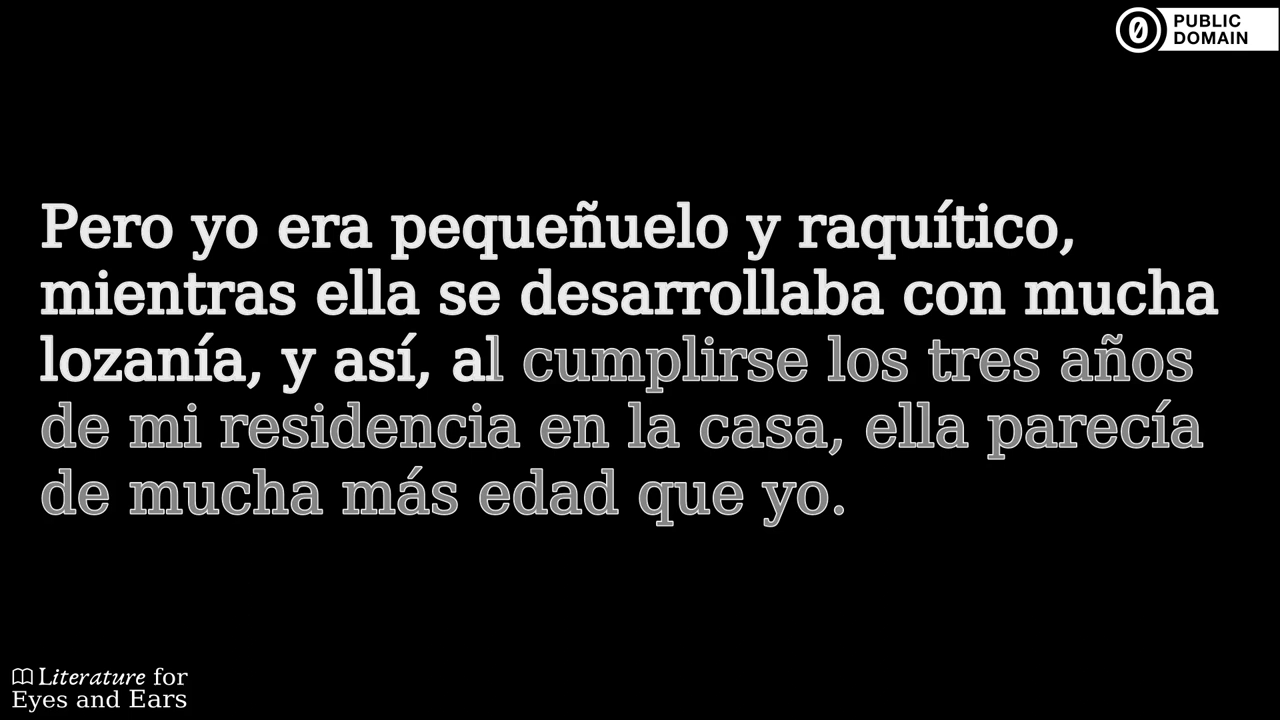 PUBLIC
DOMAIN
Pero yo era pequeñuelo y raquítico,
mientras ella se desarrollaba con mucha
lozanía, y así, al cumplirse los tres años
de mi residencia en la casa, ella parecía
de mucha más edad que yo.
Literature for
Eyes and Ears